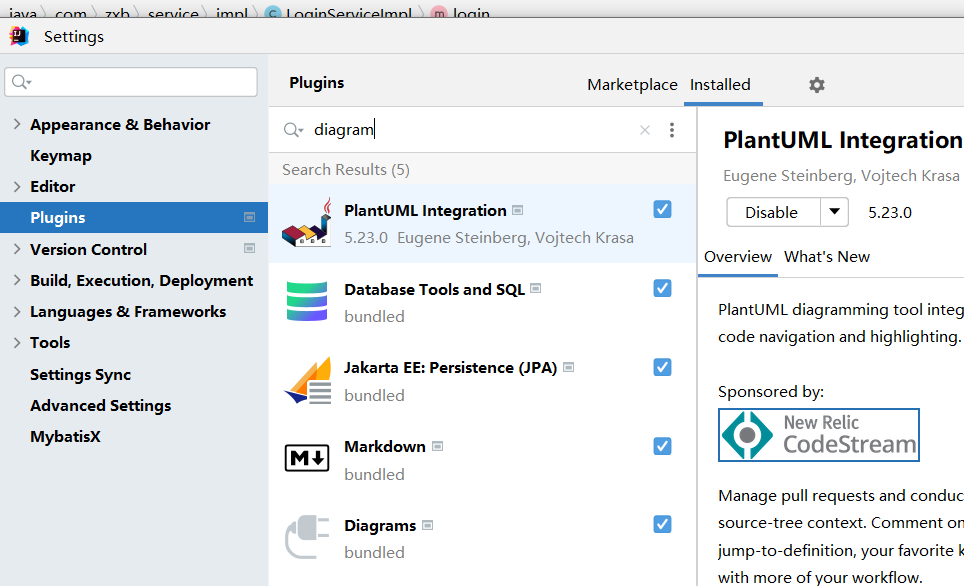 java com zxb service impl LoginServiceImpl login
Settings
Plugins
Marketplace Installed
Appearance & Behavior
Keymap
Editor
Plugins
Version Control
Build, Execution, Deployment
Languages & Frameworks
Tools
Settings Sync
Advanced Settings
MybatisX
diagram
Search Results (5)
PlantUML Integration
5.23.0 Eugene Steinberg, Vojtech Krasa
Database Tools and SQL
bundled
Jakarta EE: Persistence (JPA)
bundled
Markdown
bundled
Diagrams
bundled
PlantUML Integration
Eugene Steinberg, Vojtech Krasa
Disable 5.23.0
Overview What's New
PlantUML diagramming tool integ
code navigation and highlighting.
Sponsored by:
New Relic
CodeStream
Manage pull requests and conduc
source-tree context. Comment on
jump-to-definition, your favorite k
with more of your workflow.